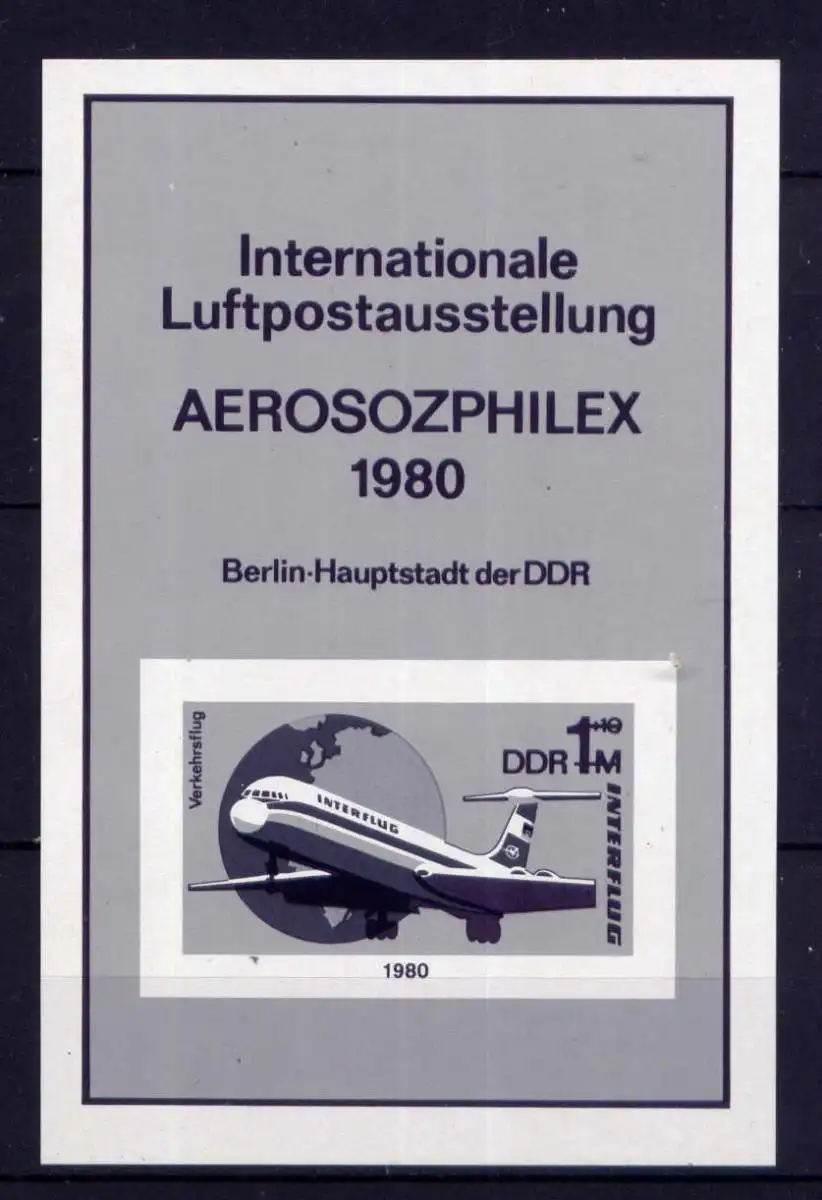 Internationale
Luftpostausstellung
AEROSOZPHILEX
1980
Berlin·Hauptstadt der DDR
Verkehrsflug
DDR 1+10 M
INTERFLUG
INTERFLUG
1980